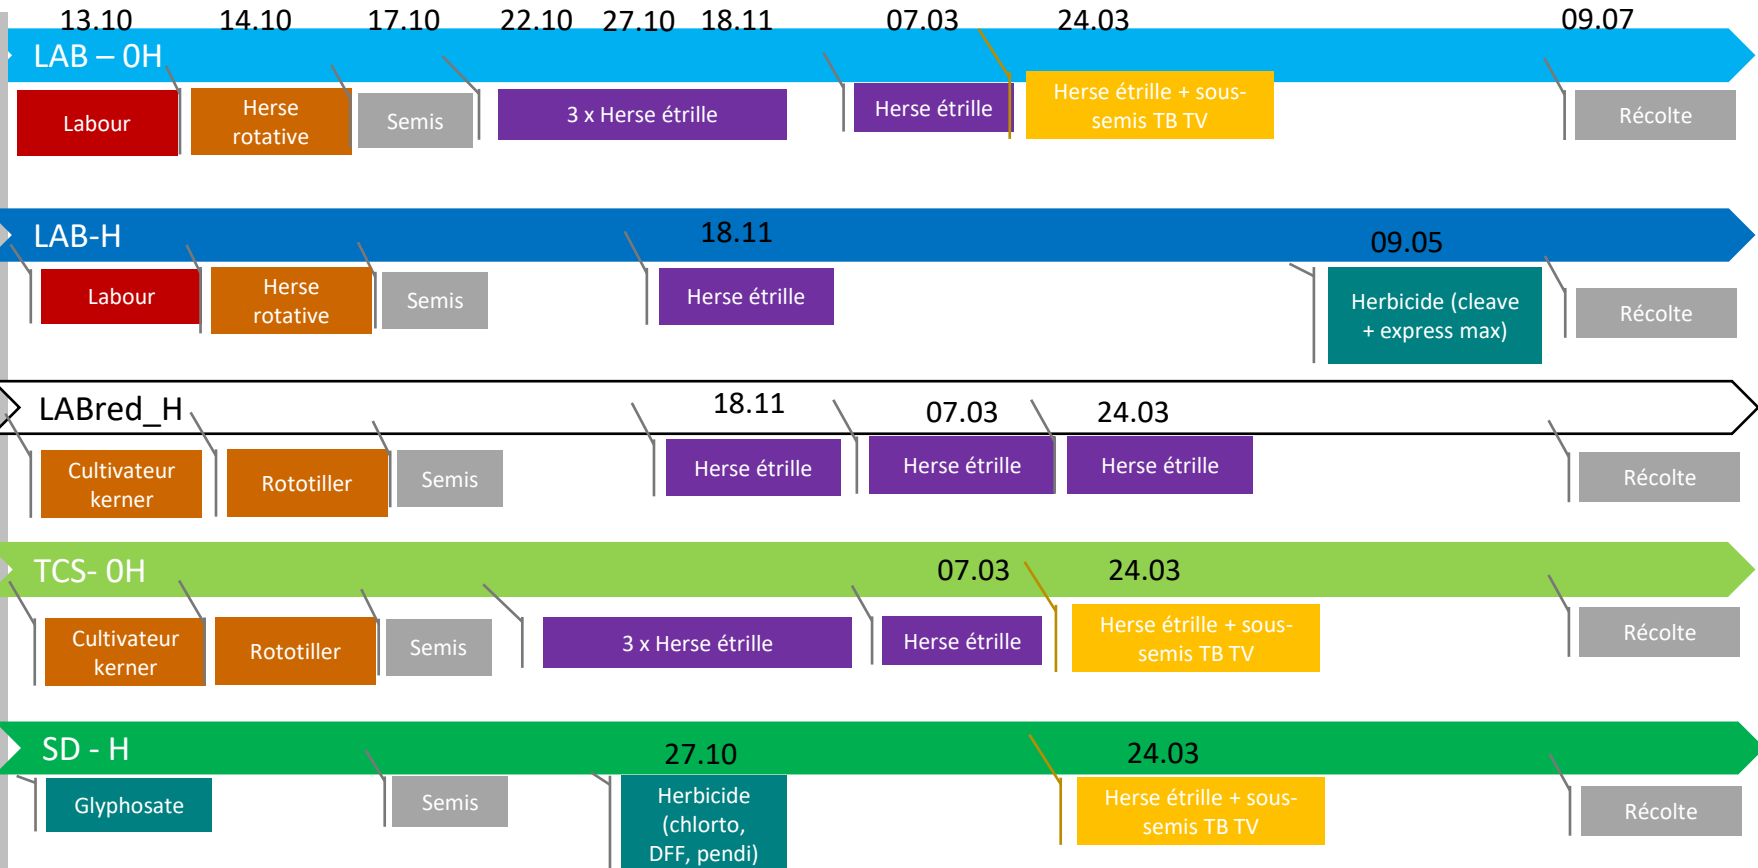 13.10 14.10 17.10 22.10 27.10 18.11 07.03 24.03 09.07
LAB – 0H
Labour
Herse
rotative
Semis
3 x Herse étrille
Herse étrille
Herse étrille + sous-
semis TB TV
Récolte
LAB-H
18.11
09.05
Labour
Herse
rotative
Semis
Herse étrille
Herbicide (cleave
+ express max)
Récolte
LABred_H
18.11
07.03
24.03
Cultivateur
kerner
Rototiller
Semis
Herse étrille
Herse étrille
Herse étrille
Récolte
TCS- 0H
07.03
24.03
Cultivateur
kerner
Rototiller
Semis
3 x Herse étrille
Herse étrille
Herse étrille + sous-
semis TB TV
Récolte
SD - H
27.10
24.03
Glyphosate
Semis
Herbicide
(chlorto,
DFF, pendi)
Herse étrille + sous-
semis TB TV
Récolte